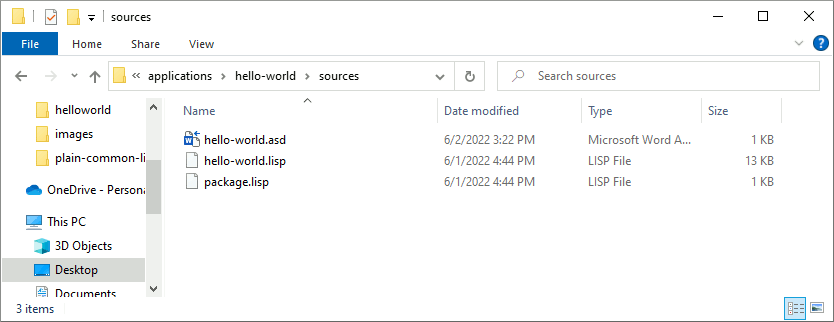 sources
File Home Share View
« applications hello-world sources Search sources
helloworld
images
plain-common-li
OneDrive - Persona
This PC
3D Objects
Desktop
Documents
Name Date modified Type Size
hello-world.asd 6/2/2022 3:22 PM Microsoft Word A... 1 KB
hello-world.lisp 6/1/2022 4:44 PM LISP File 13 KB
package.lisp 6/1/2022 4:44 PM LISP File 1 KB
3 items